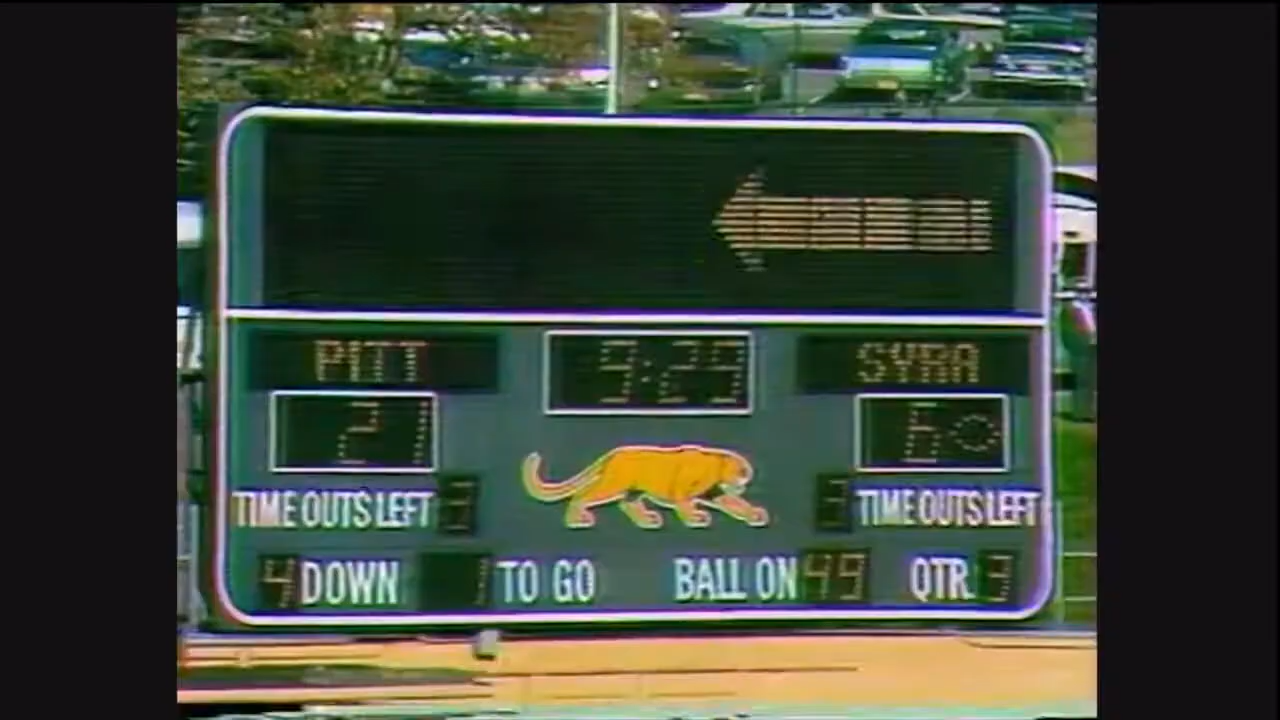 PITT 9:29 SYRA
21 6
TIME OUTS LEFT 3 3 TIME OUTS LEFT
4 DOWN 1 TO GO BALL ON 49 QTR. 3